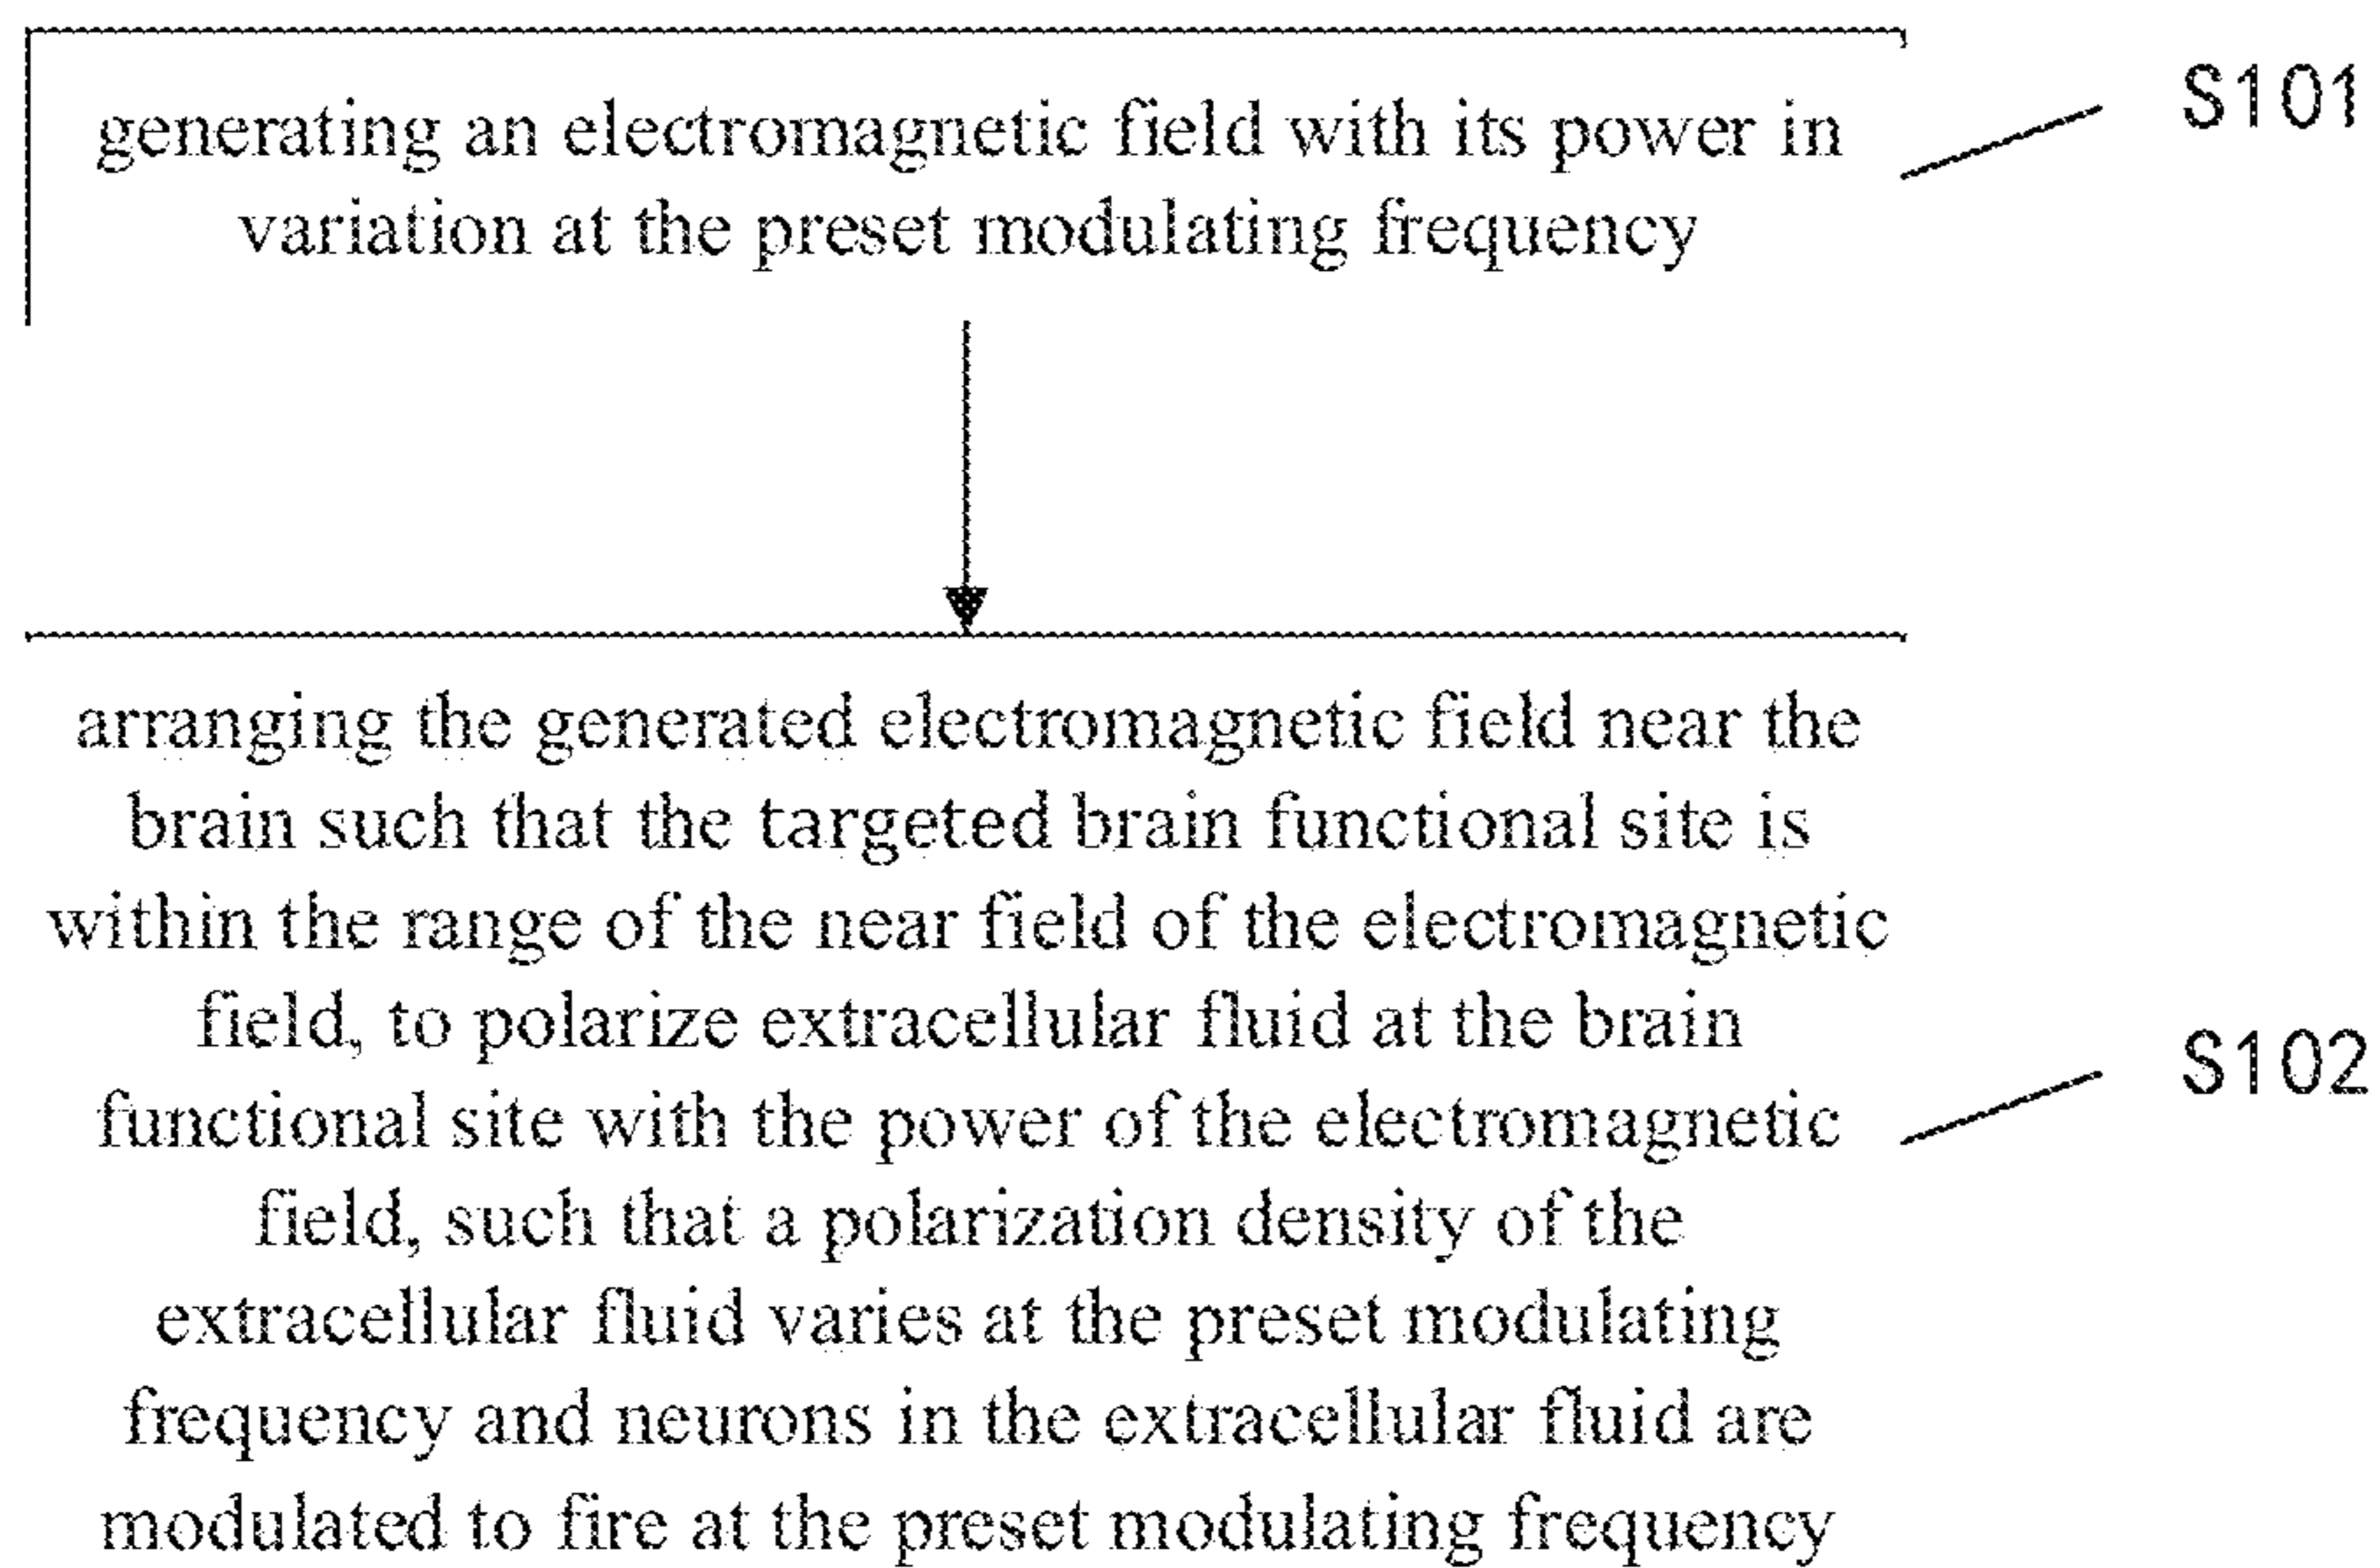 generating an electromagnetic field with its power in
variation at the preset modulating frequency
S101
arranging the generated electromagnetic field near the
brain such that the targeted brain functional site is
within the range of the near field of the electromagnetic
field, to polarize extracellular fluid at the brain
functional site with the power of the electromagnetic
field, such that a polarization density of the
extracellular fluid varies at the preset modulating
frequency and neurons in the extracellular fluid are
modulated to fire at the preset modulating frequency
S102